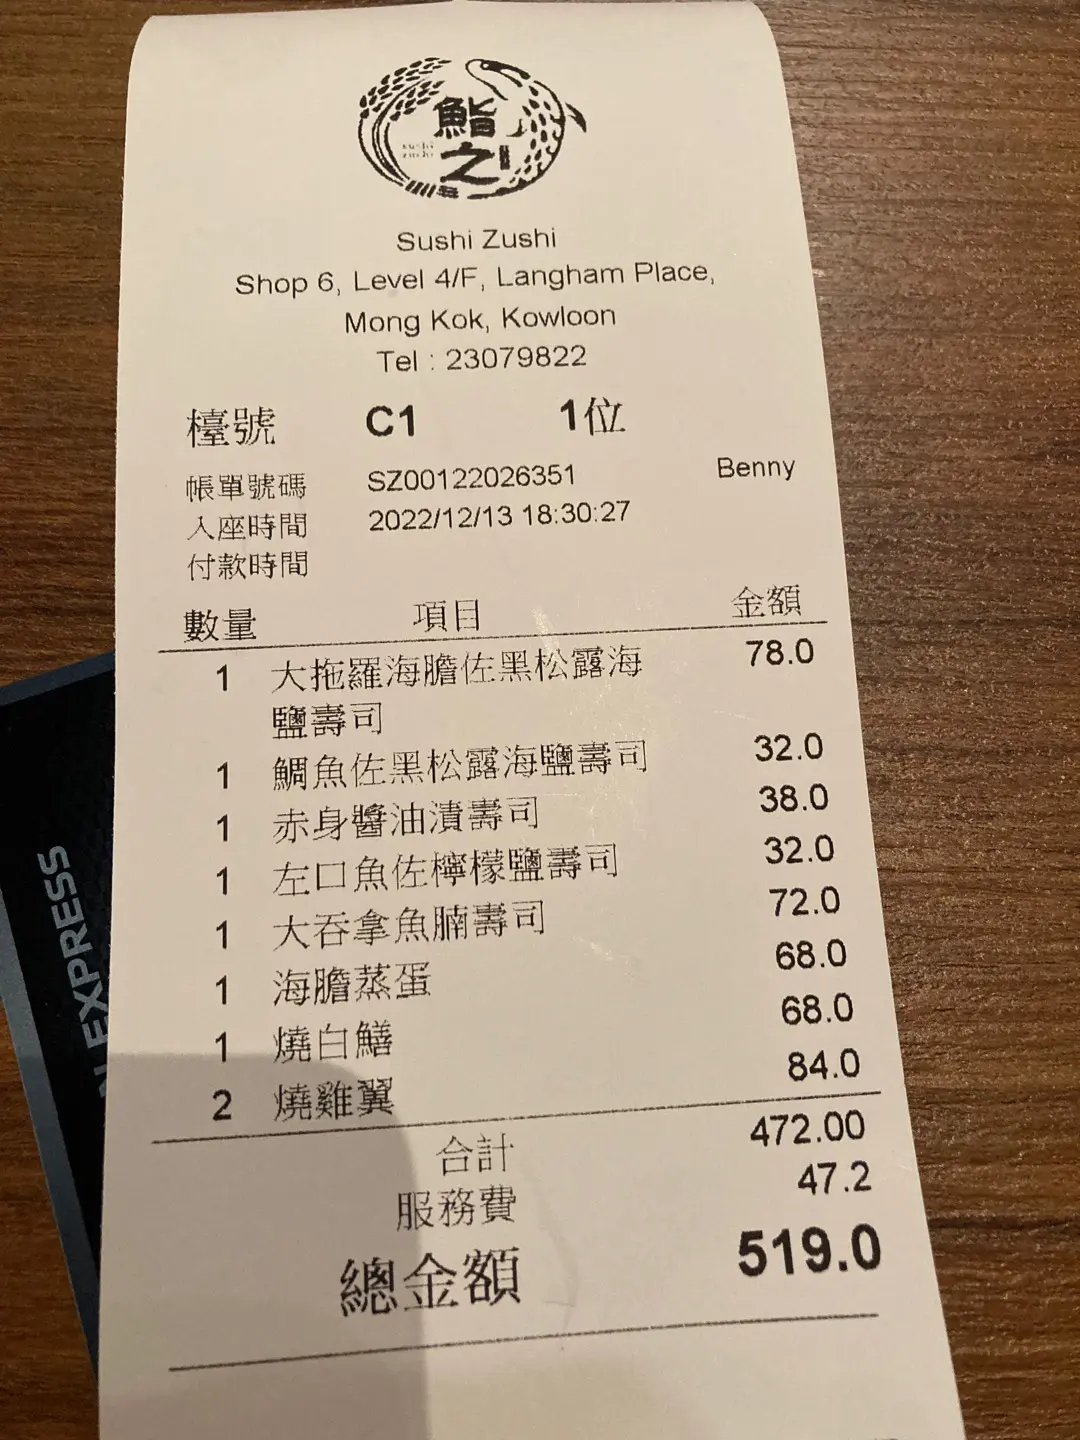 鮨之
sushi
zushi
Sushi Zushi
Shop 6, Level 4/F, Langham Place,
Mong Kok, Kowloon
Tel : 23079822
檯號 C1 1位
帳單號碼 SZ00122026351 Benny
入座時間 2022/12/13 18:30:27
付款時間
數量 項目 金額
1 大拖羅海膽佐黑松露海 78.0
鹽壽司
1 鯛魚佐黑松露海鹽壽司 32.0
1 赤身醬油漬壽司 38.0
1 左口魚佐檸檬鹽壽司 32.0
1 大吞拿魚腩壽司 72.0
1 海膽蒸蛋 68.0
1 燒白鱔 68.0
2 燒雞翼 84.0
合計 472.00
服務費 47.2
總金額 519.0
EXPRESS